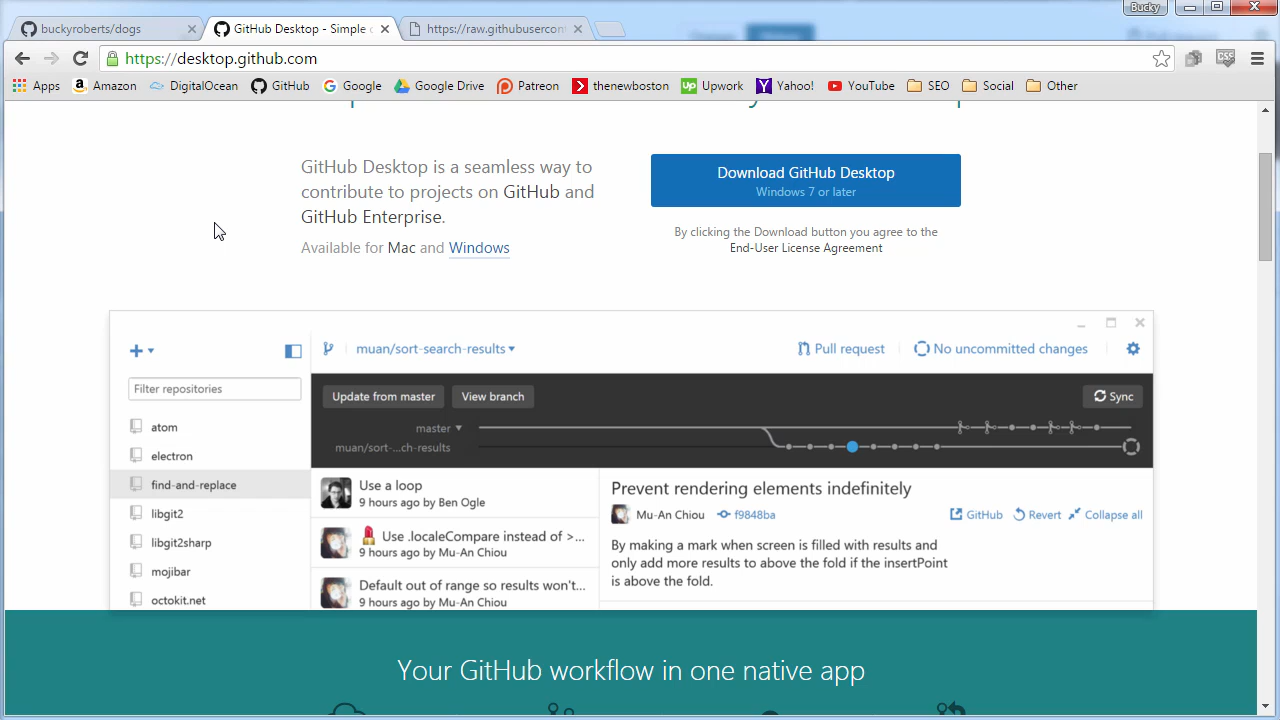 Bucky
buckyroberts/dogs
GitHub Desktop - Simple
https://raw.githubusercon
https://desktop.github.com
CSS
Apps
Amazon
DigitalOcean
GitHub
Google
Google Drive
Patreon
thenewboston
Up
Upwork
Yahoo!
YouTube
SEO
Social
Other
GitHub Desktop is a seamless way to
contribute to projects on GitHub and
GitHub Enterprise.
Available for Mac and Windows
Download GitHub Desktop
Windows 7 or later
By clicking the Download button you agree to the
End-User License Agreement
muan/sort-search-results
Pull request
No uncommitted changes
Filter repositories
atom
electron
find-and-replace
libgit2
libgit2sharp
mojibar
octokit.net
Update from master
View branch
Sync
master
muan/sort-...ch-results
Use a loop
9 hours ago by Ben Ogle
Use .localeCompare instead of >...
9 hours ago by Mu-An Chiou
Default out of range so results won't...
9 hours ago by Mu-An Chiou
Prevent rendering elements indefinitely
Mu-An Chiou
f9848ba
GitHub
Revert
Collapse all
By making a mark when screen is filled with results and
only add more results to above the fold if the insertPoint
is above the fold.
Your GitHub workflow in one native app